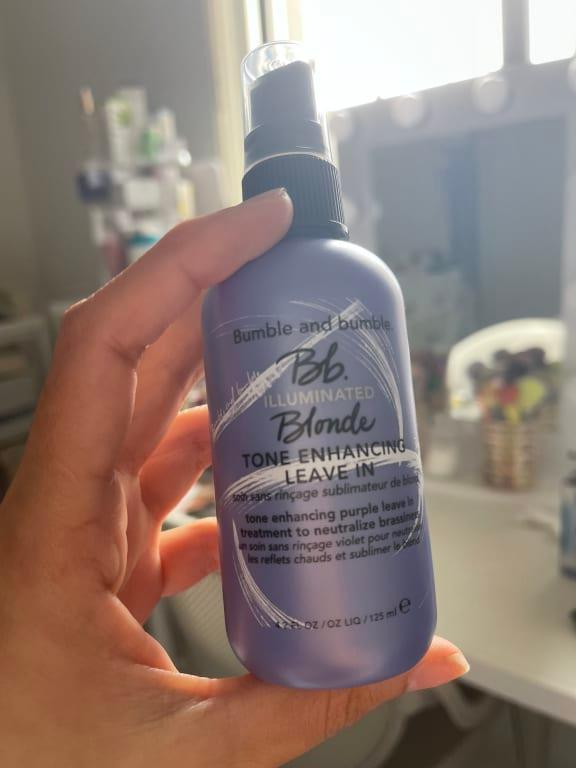 Bumble and bumble.
Bb.
ILLUMINATED
Blonde
TONE ENHANCING
LEAVE IN
soin sans rinçage sublimateur de blond
tone enhancing purple leave in
treatment to neutralize brassiness
un soin sans rinçage violet pour
les reflets chauds et sublimer le blond
4.2 FL OZ / OZ LIQ / 125 ml e